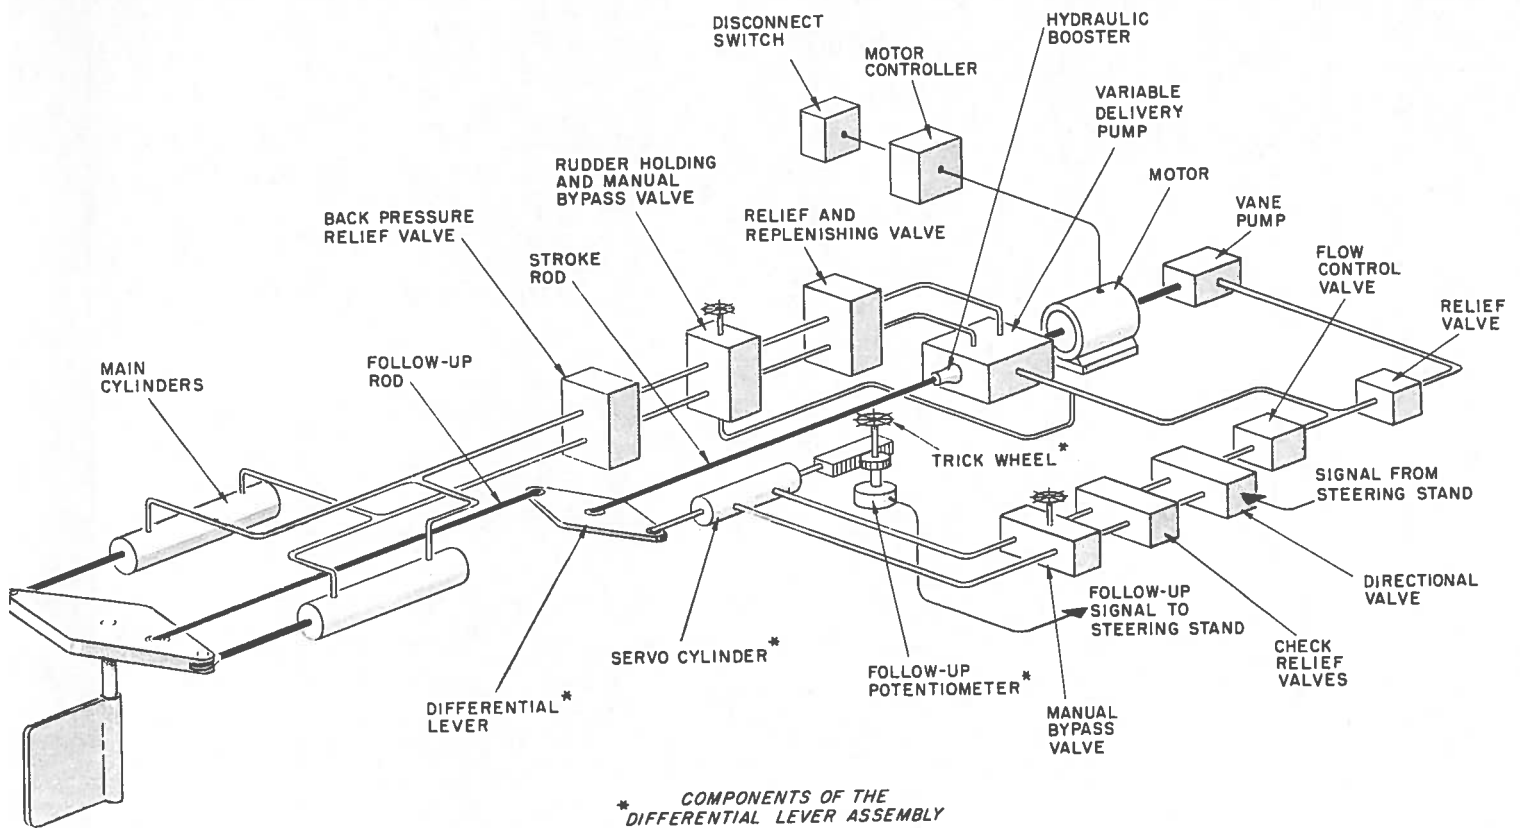 DISCONNECT
SWITCH
HYDRAULIC
BOOSTER
MOTOR
CONTROLLER
VARIABLE
DELIVERY
PUMP
RUDDER HOLDING
AND MANUAL
BYPASS VALVE
MOTOR
VANE
PUMP
BACK PRESSURE
RELIEF VALVE
RELIEF AND
REPLENISHING VALVE
STROKE
ROD
FLOW
CONTROL
VALVE
RELIEF
VALVE
MAIN
CYLINDERS
FOLLOW-UP
ROD
TRICK WHEEL*
SIGNAL FROM
STEERING STAND
DIRECTIONAL
VALVE
FOLLOW-UP
SIGNAL TO
STEERING STAND
CHECK
RELIEF
VALVES
SERVO CYLINDER*
FOLLOW-UP
POTENTIOMETER*
DIFFERENTIAL*
LEVER
MANUAL
BYPASS
VALVE
* COMPONENTS OF THE
DIFFERENTIAL LEVER ASSEMBLY